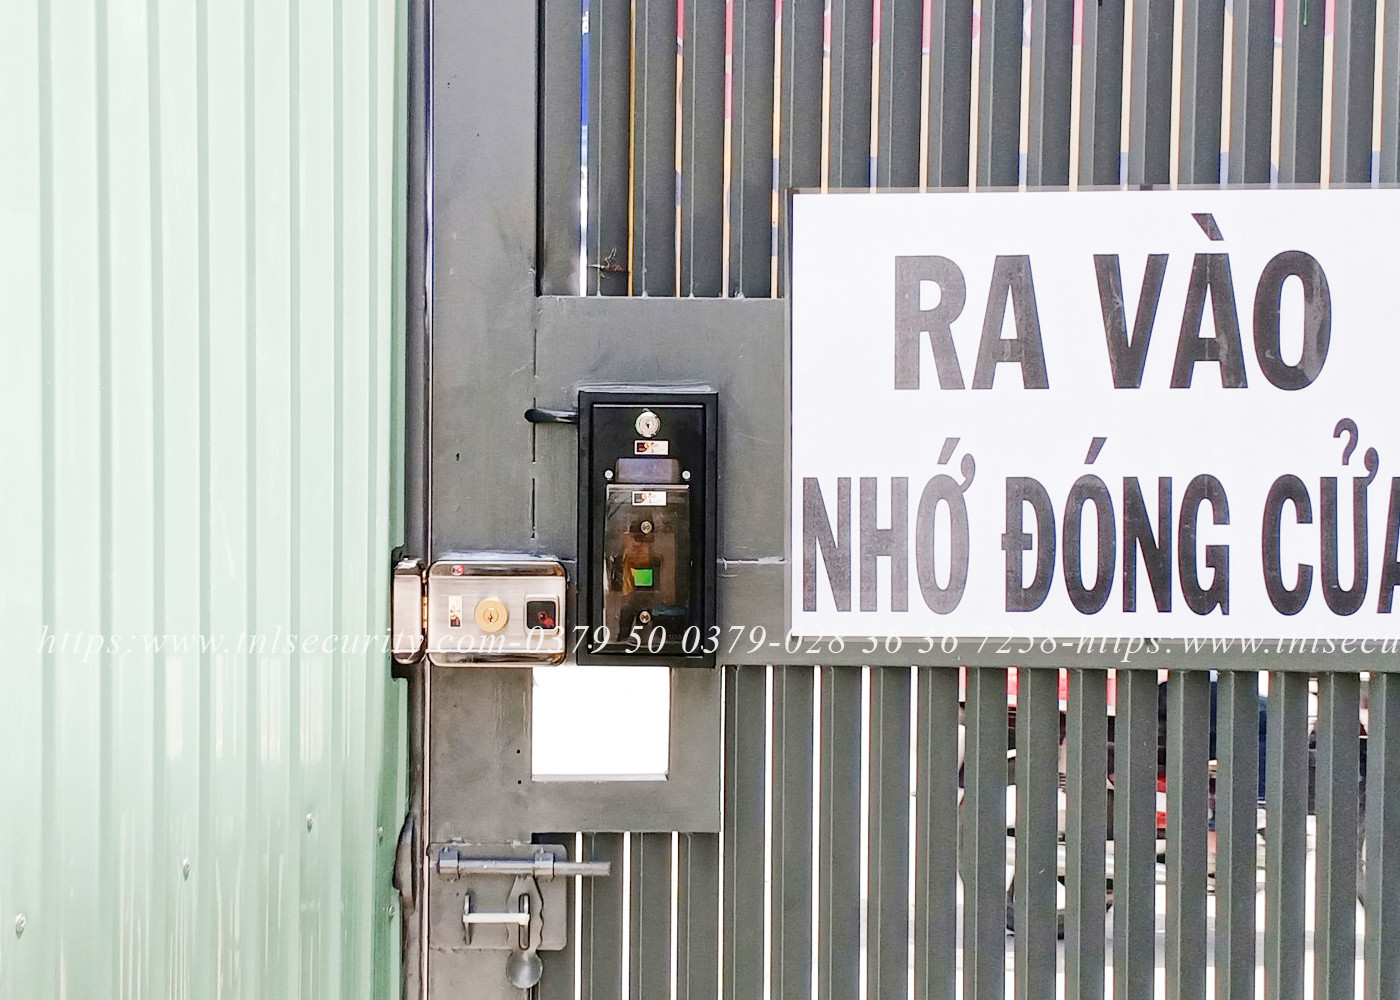 RA VÀO
NHỚ ĐÓNG CỬA
https:www.tnlsecurity.com-0379 50 0379-028 36 36 7258-https:www.tnlsecu